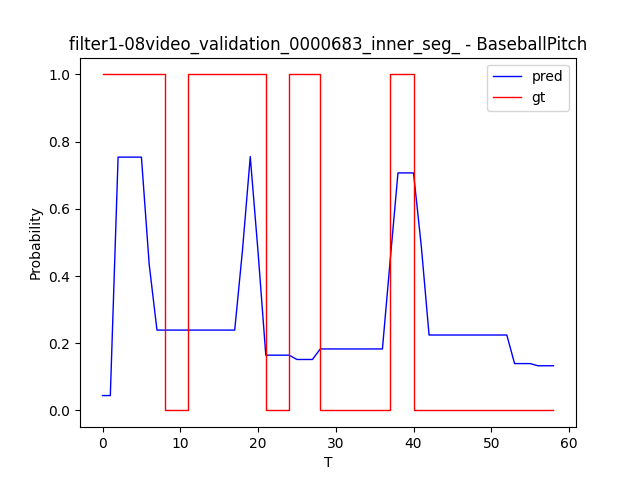 filter1-08video_validation_0000683_inner_seg_ - BaseballPitch
pred
gt
1.0
0.8
0.6
0.4
0.2
0.0
Probability
0 10 20 30 40 50 60
T